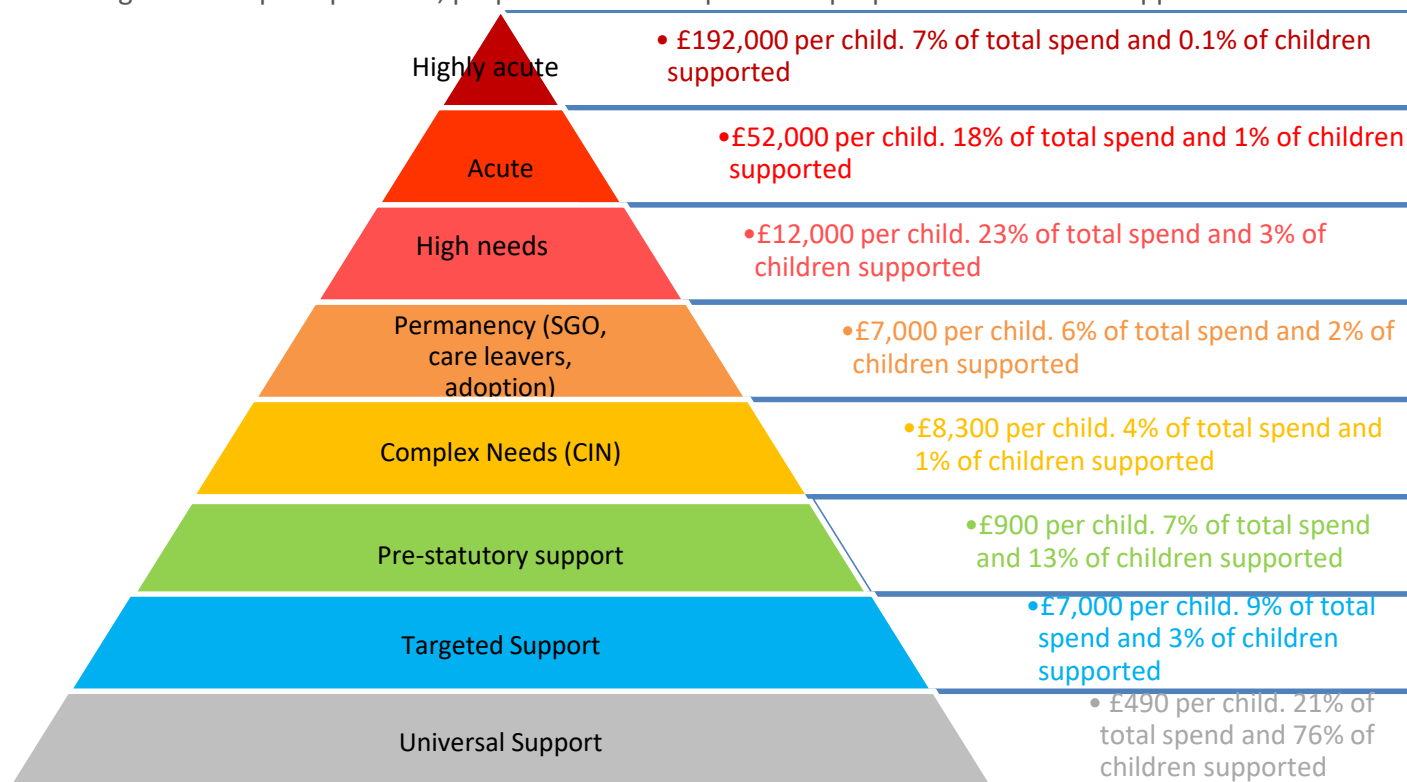 Highly acute
• £192,000 per child. 7% of total spend and 0.1% of children
supported
Acute
•£52,000 per child. 18% of total spend and 1% of children
supported
High needs
•£12,000 per child. 23% of total spend and 3% of
children supported
Permanency (SGO,
care leavers,
adoption)
•£7,000 per child. 6% of total spend and 2% of
children supported
Complex Needs (CIN)
•£8,300 per child. 4% of total spend and
1% of children supported
Pre-statutory support
•£900 per child. 7% of total spend
and 13% of children supported
Targeted Support
•£7,000 per child. 9% of total
spend and 3% of children
supported
Universal Support
• £490 per child. 21% of
total spend and 76% of
children supported